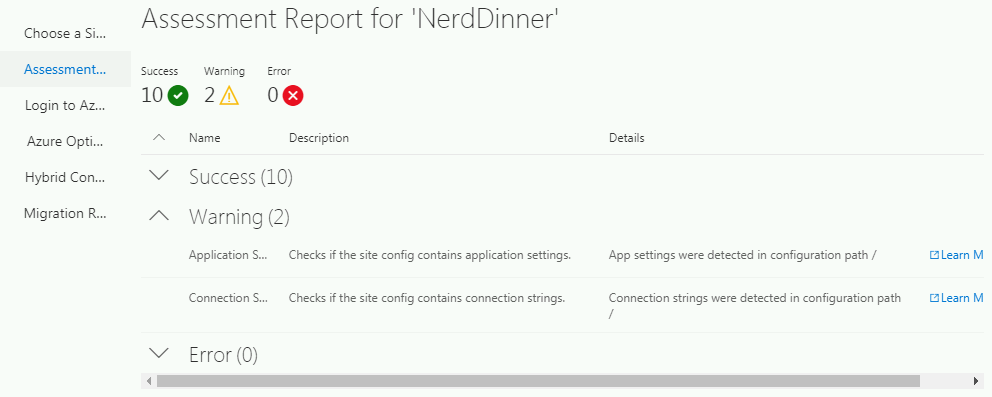 Assessment Report for 'NerdDinner'
Choose a Si...
Assessment...
Login to Az...
Azure Opti...
Hybrid Con...
Migration R...
Success Warning Error
10 2 0
Name Description Details
Success (10)
Warning (2)
Application S... Checks if the site config contains application settings. App settings were detected in configuration path / Learn M
Connection S... Checks if the site config contains connection strings. Connection strings were detected in configuration path Learn M
/
Error (0)